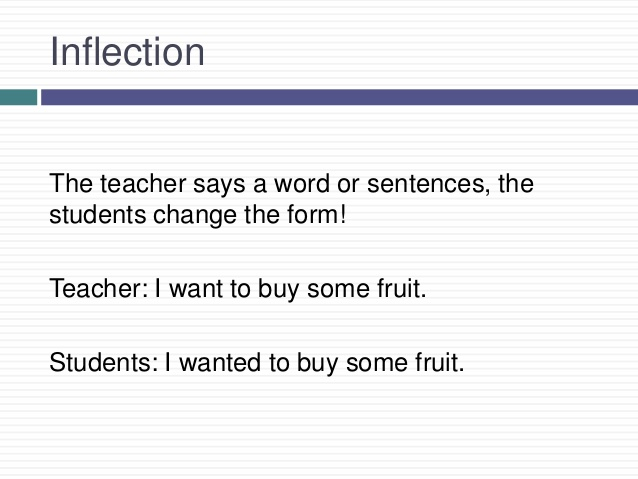 Inflection
The teacher says a word or sentences, the
students change the form!
Teacher: I want to buy some fruit.
Students: I wanted to buy some fruit.